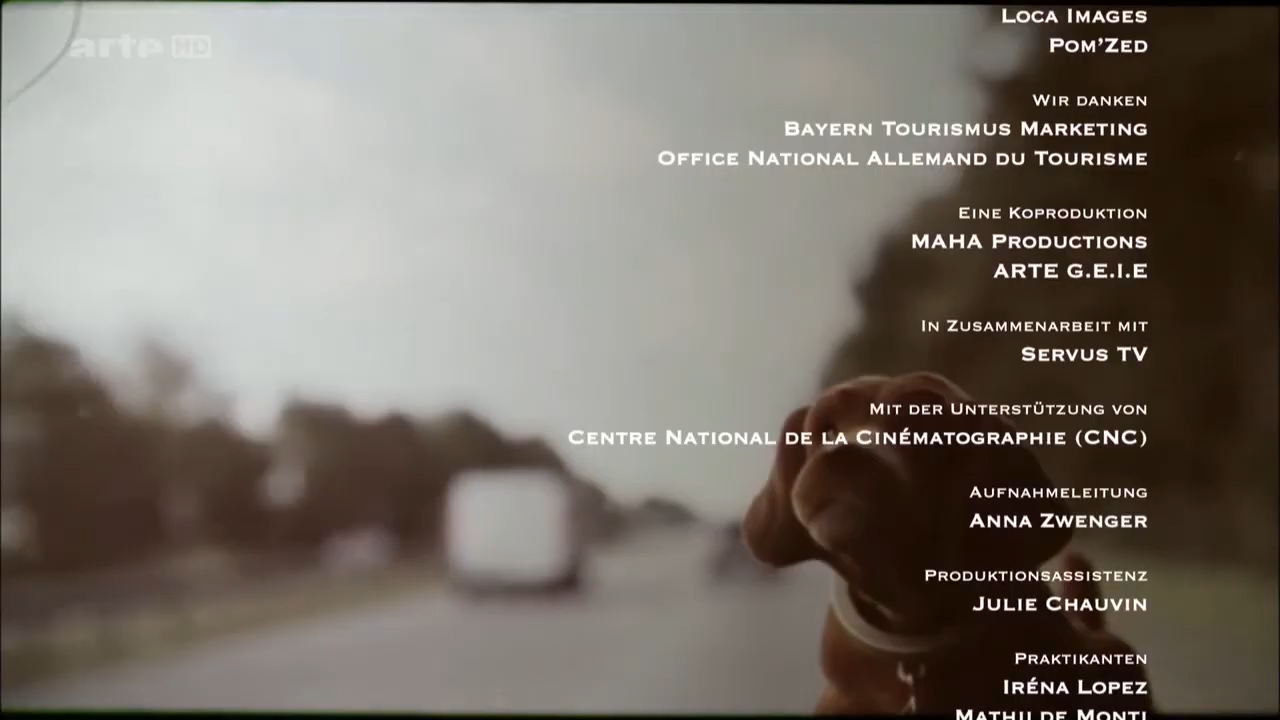 arte HD
LOCA IMAGES
POM'ZED
WIR DANKEN
BAYERN TOURISMUS MARKETING
OFFICE NATIONAL ALLEMAND DU TOURISME
EINE KOPRODUKTION
MAHA PRODUCTIONS
ARTE G.E.I.E
IN ZUSAMMENARBEIT MIT
SERVUS TV
MIT DER UNTERSTÜTZUNG VON
CENTRE NATIONAL DE LA CINÉMATOGRAPHIE (CNC)
AUFNAHMELEITUNG
ANNA ZWENGER
PRODUKTIONSASSISTENZ
JULIE CHAUVIN
PRAKTIKANTEN
IRÉNA LOPEZ
MATHILDE MONTI